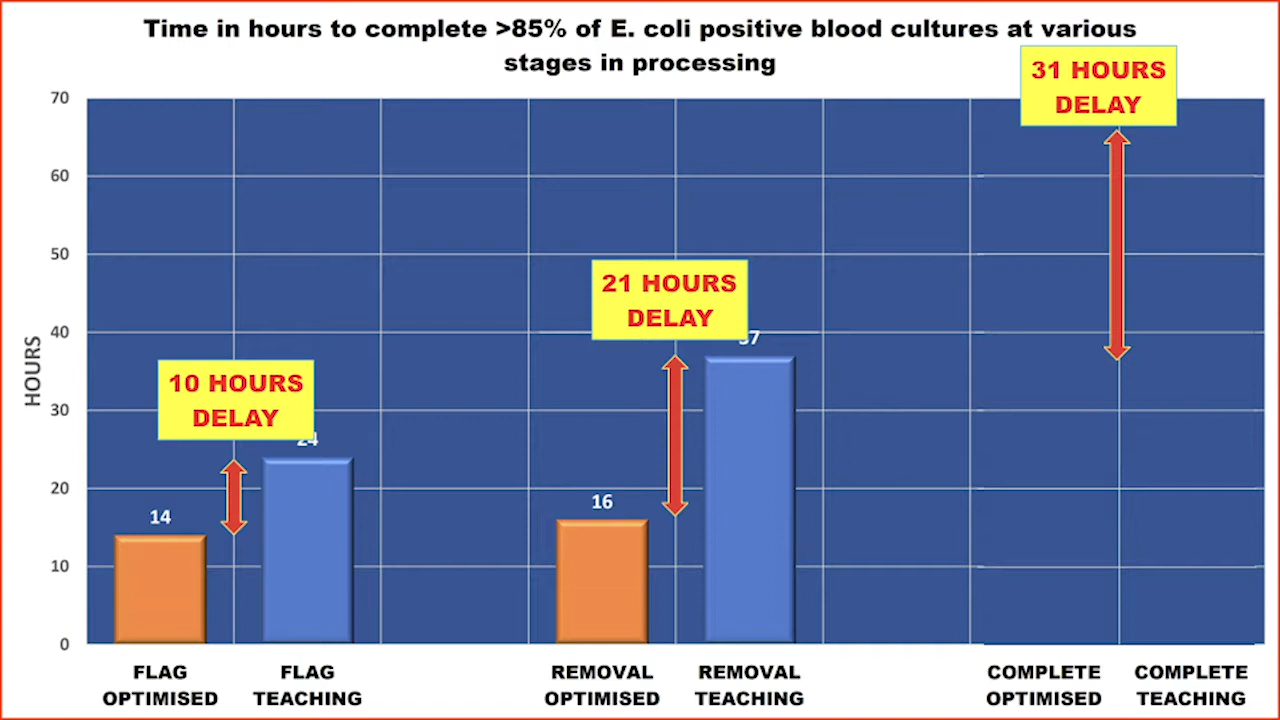 Time in hours to complete >85% of E. coli positive blood cultures at various
stages in processing
31 HOURS
DELAY
70
60
50
40
30
20
10
0
HOURS
21 HOURS
DELAY
37
10 HOURS
DELAY
24
14
16
FLAG
OPTIMISED
FLAG
TEACHING
REMOVAL
OPTIMISED
REMOVAL
TEACHING
COMPLETE
OPTIMISED
COMPLETE
TEACHING